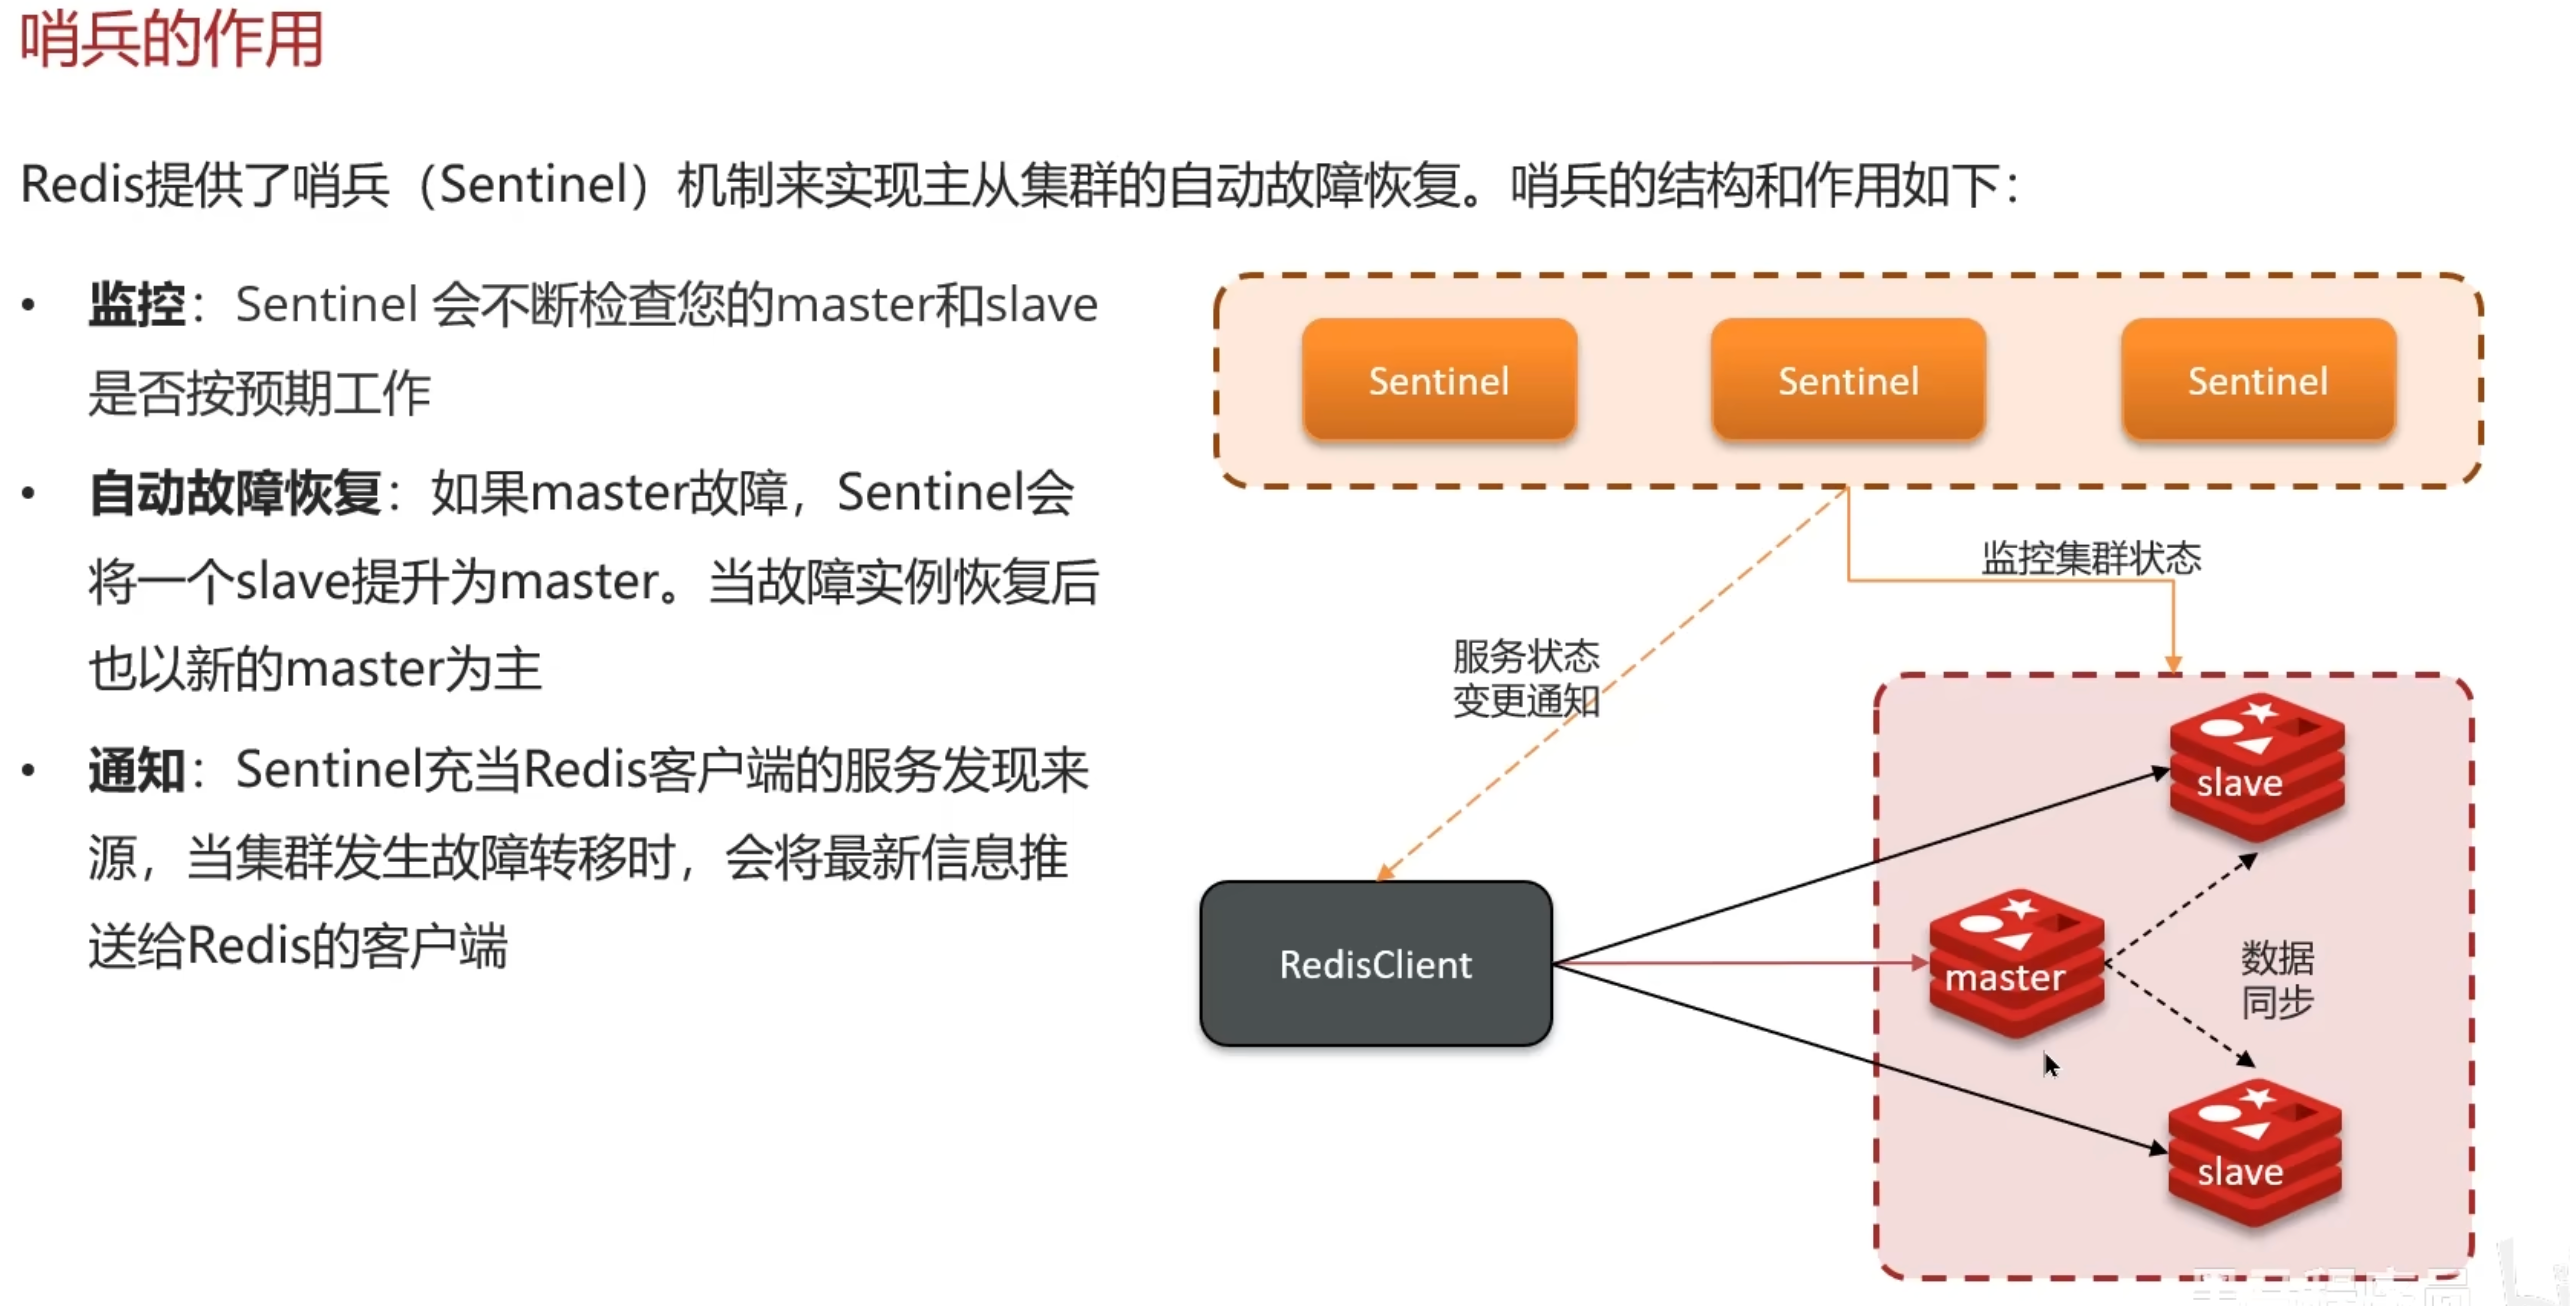 哨兵的作用
Redis提供了哨兵（Sentinel）机制来实现主从集群的自动故障恢复。哨兵的结构和作用如下：
• 监控：Sentinel 会不断检查您的master和slave
是否按预期工作
• 自动故障恢复：如果master故障，Sentinel会
将一个slave提升为master。当故障实例恢复后
也以新的master为主
• 通知：Sentinel充当Redis客户端的服务发现来
源，当集群发生故障转移时，会将最新信息推
送给Redis的客户端
Sentinel
Sentinel
Sentinel
监控集群状态
服务状态
变更通知
slave
RedisClient
master
数据
同步
slave